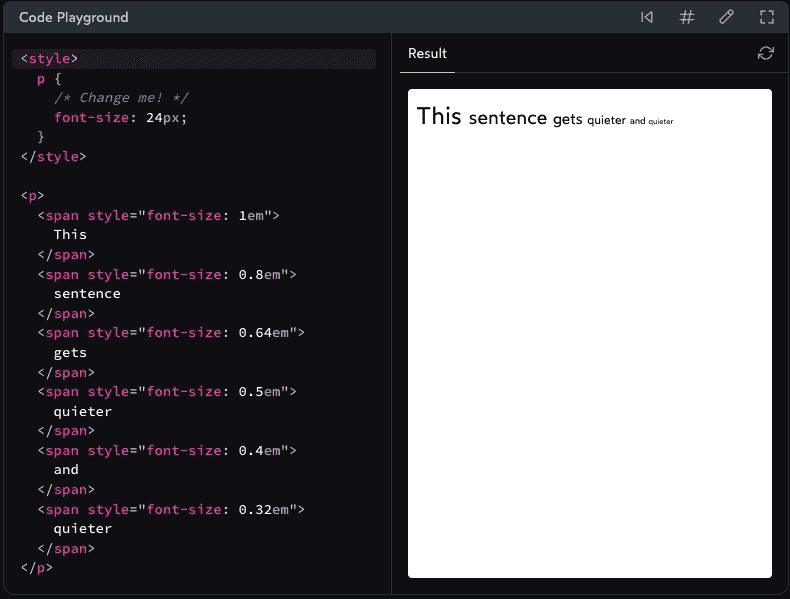 Code Playground
<style>
  p {
    /* Change me! */
    font-size: 24px;
  }
</style>

<p>
  <span style="font-size: 1em">
    This
  </span>
  <span style="font-size: 0.8em">
    sentence
  </span>
  <span style="font-size: 0.64em">
    gets
  </span>
  <span style="font-size: 0.5em">
    quieter
  </span>
  <span style="font-size: 0.4em">
    and
  </span>
  <span style="font-size: 0.32em">
    quieter
  </span>
</p>
Result
This sentence gets quieter and quieter